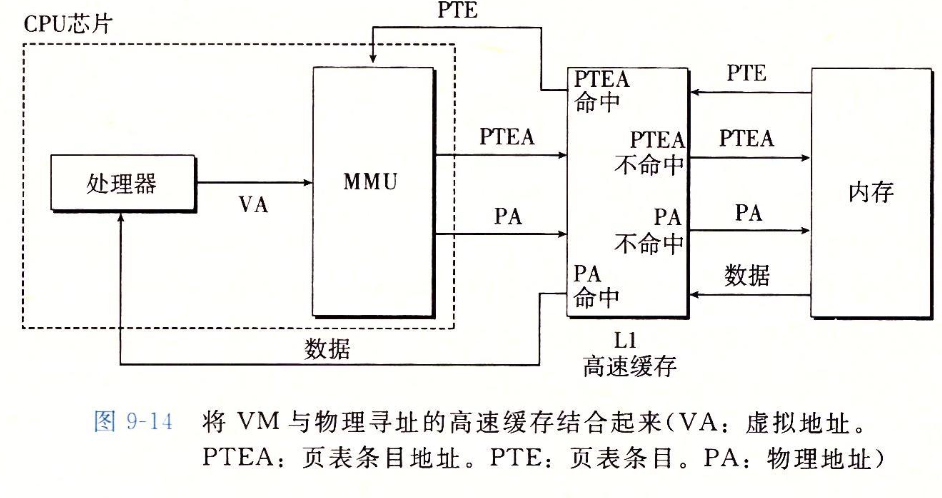 PTE
CPU芯片
PTEA
命中
PTE
PTEA
PTEA
不命中
PTEA
处理器
VA
MMU
内存
PA
PA
不命中
PA
PA
命中
数据
数据
L1
高速缓存
图 9-14 将 VM 与物理寻址的高速缓存结合起来(VA：虚拟地址。
PTEA：页表条目地址。PTE：页表条目。PA：物理地址)